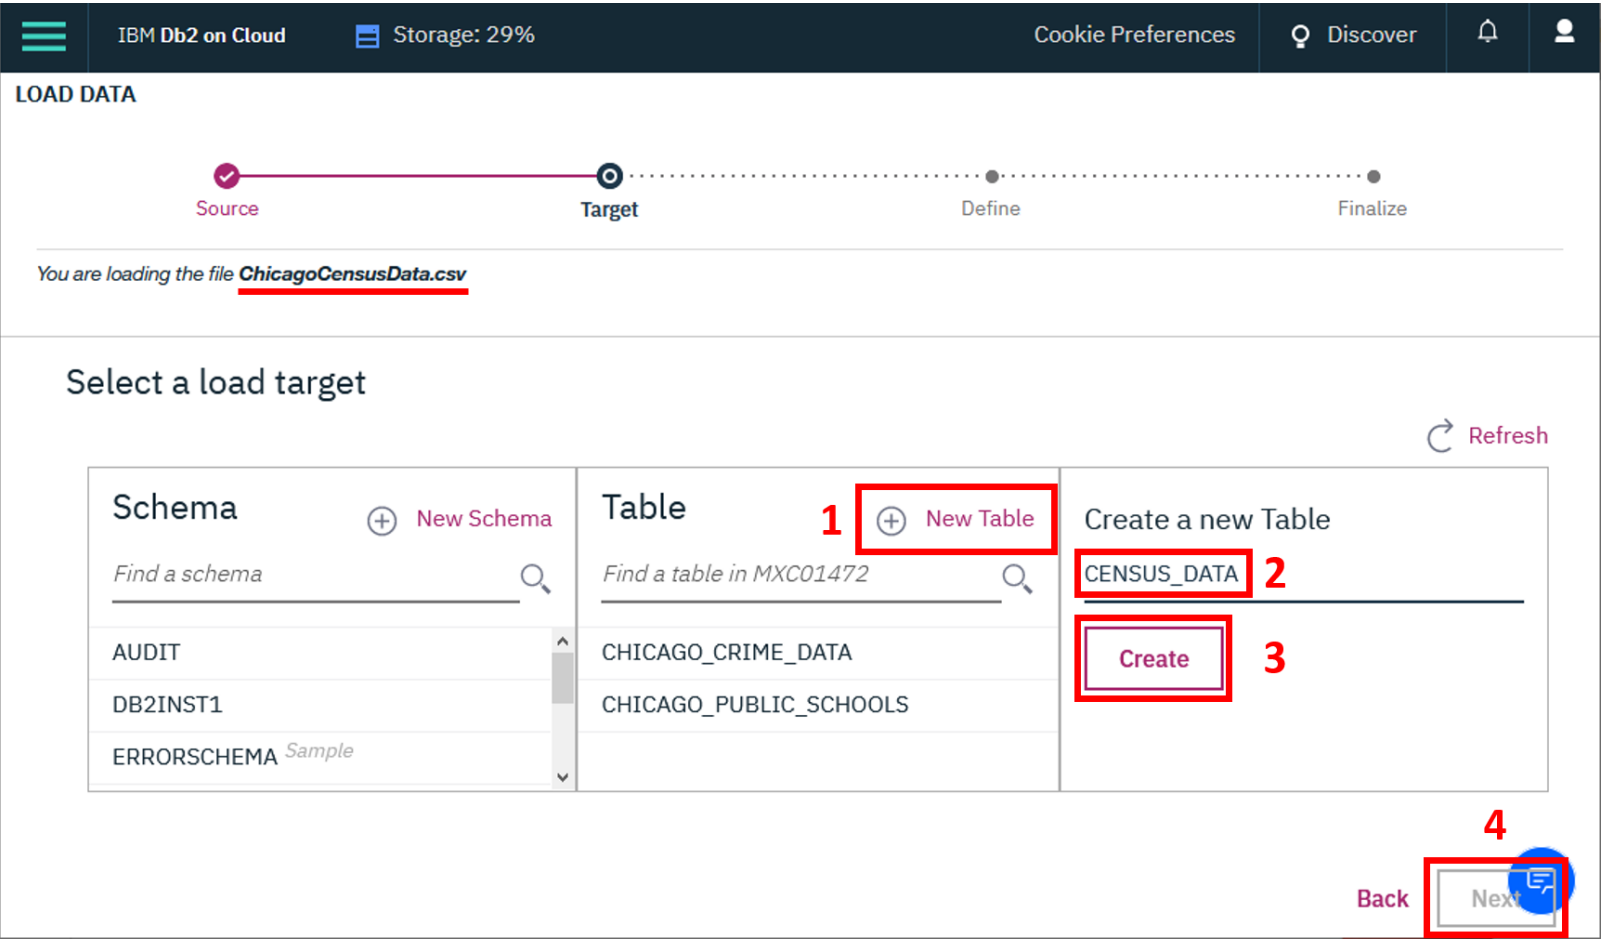 IBM Db2 on Cloud
Storage: 29%
Cookie Preferences
Discover
LOAD DATA
Source
Target
Define
Finalize
You are loading the file ChicagoCensusData.csv
Select a load target
Refresh
Schema
New Schema
Find a schema
AUDIT
DB2INST1
ERRORSCHEMA Sample
Table
1
New Table
Find a table in MXC01472
CHICAGO_CRIME_DATA
CHICAGO_PUBLIC_SCHOOLS
Create a new Table
CENSUS_DATA 2
Create 3
4
Back
Next